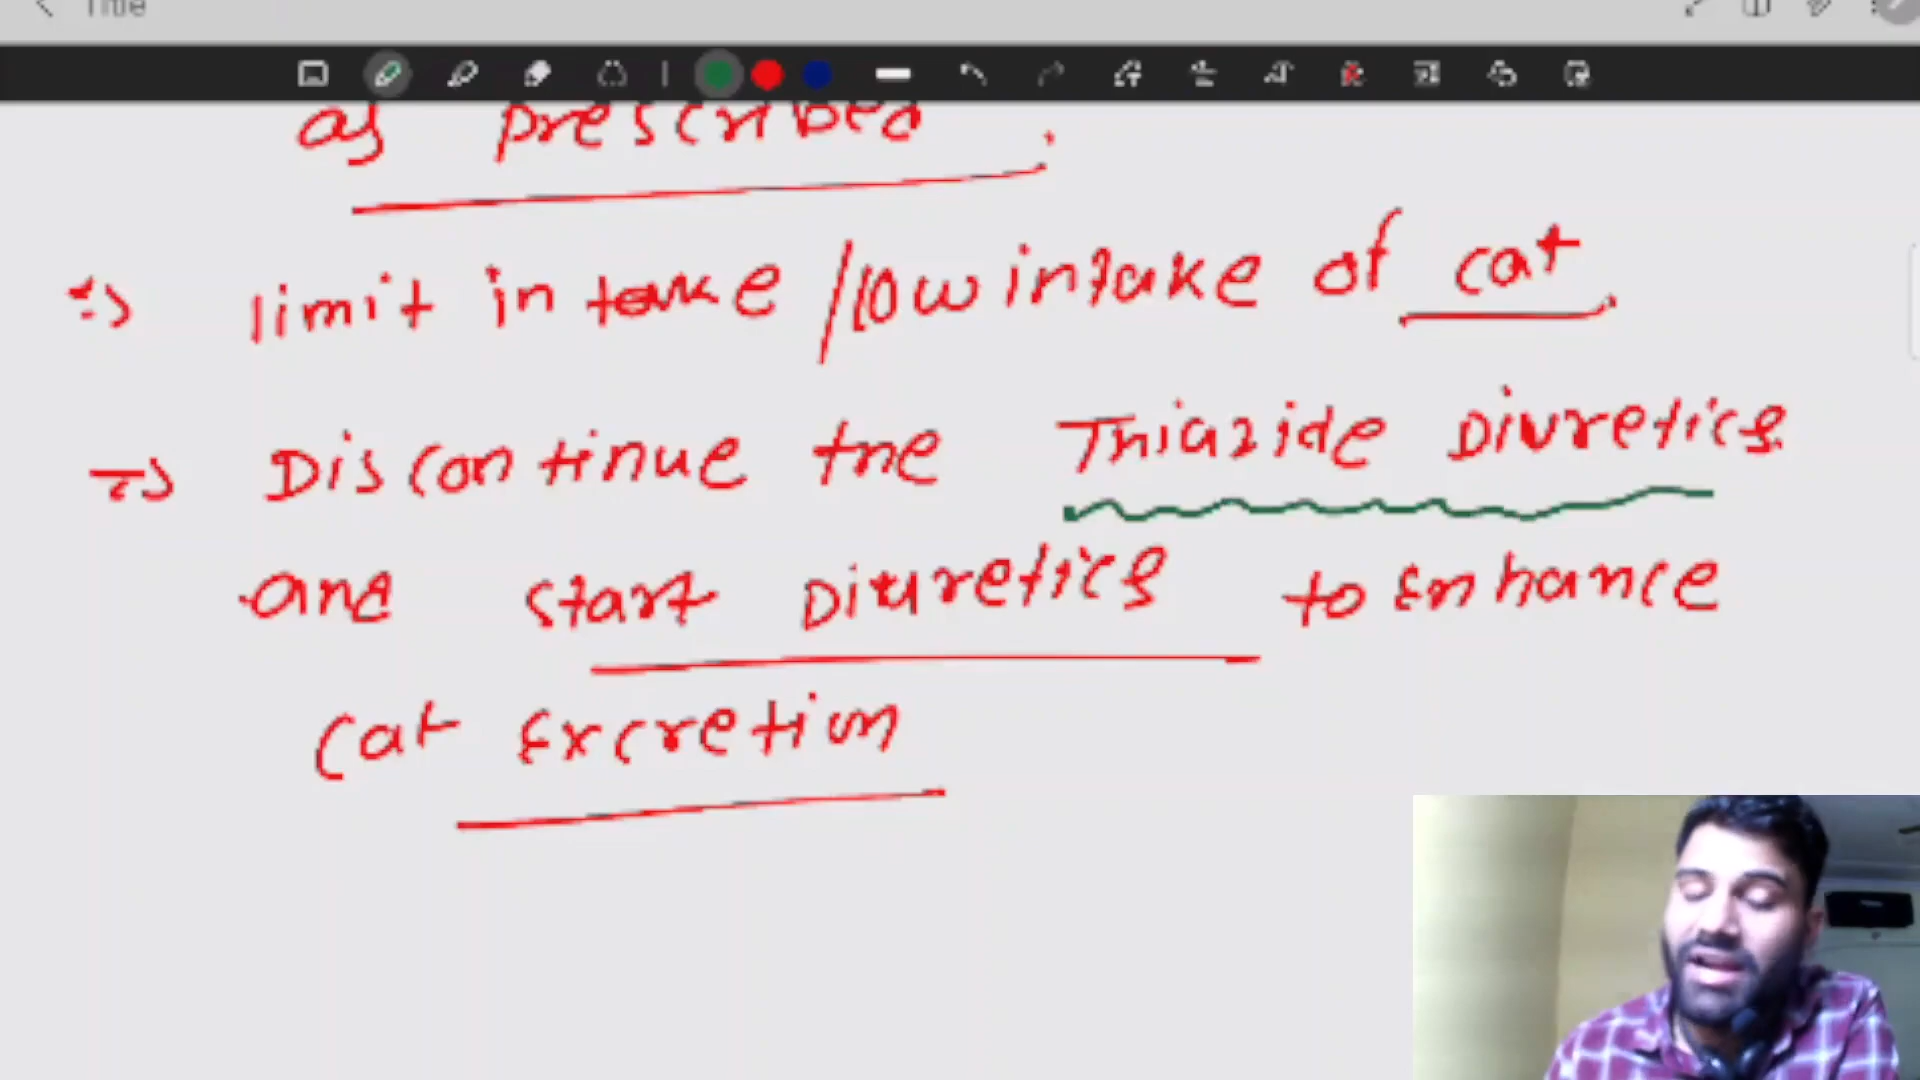 Title
as prescribed.
limit intake / low intake of cat
Discontinue the Thiazide Diuretics
and start Diuretics to Enhance
cat Excretion